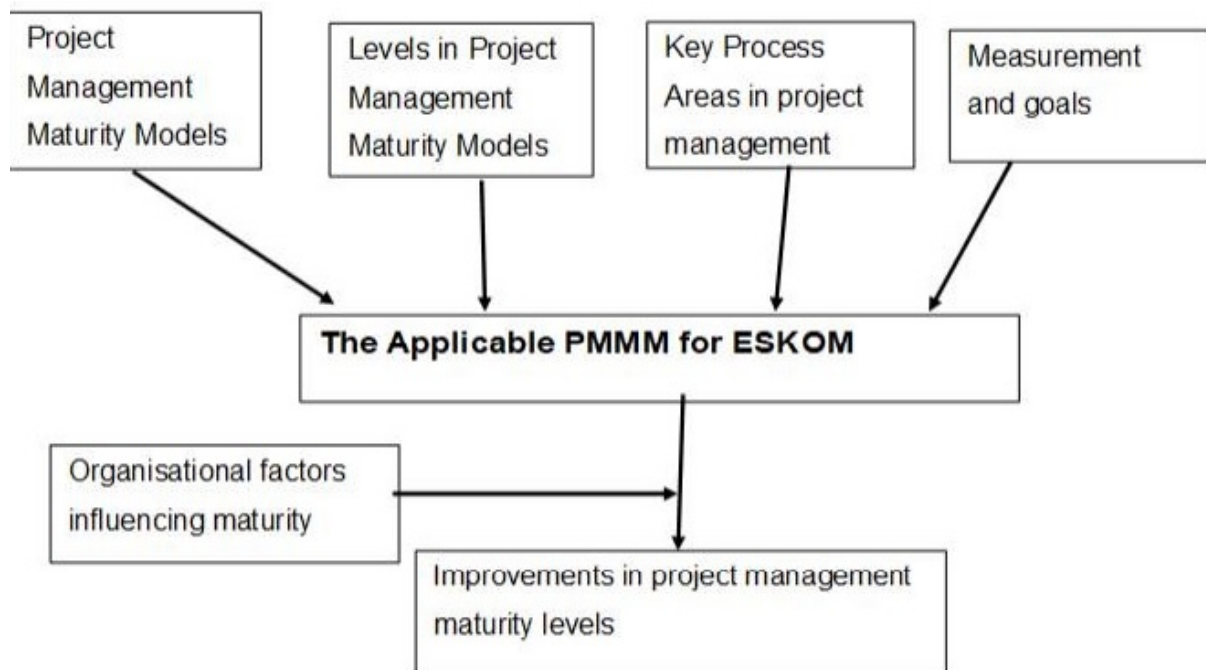 Project
Management
Maturity Models
Levels in Project
Management
Maturity Models
Key Process
Areas in project
management
Measurement
and goals
The Applicable PMMM for ESKOM
Organisational factors
influencing maturity
Improvements in project management
maturity levels